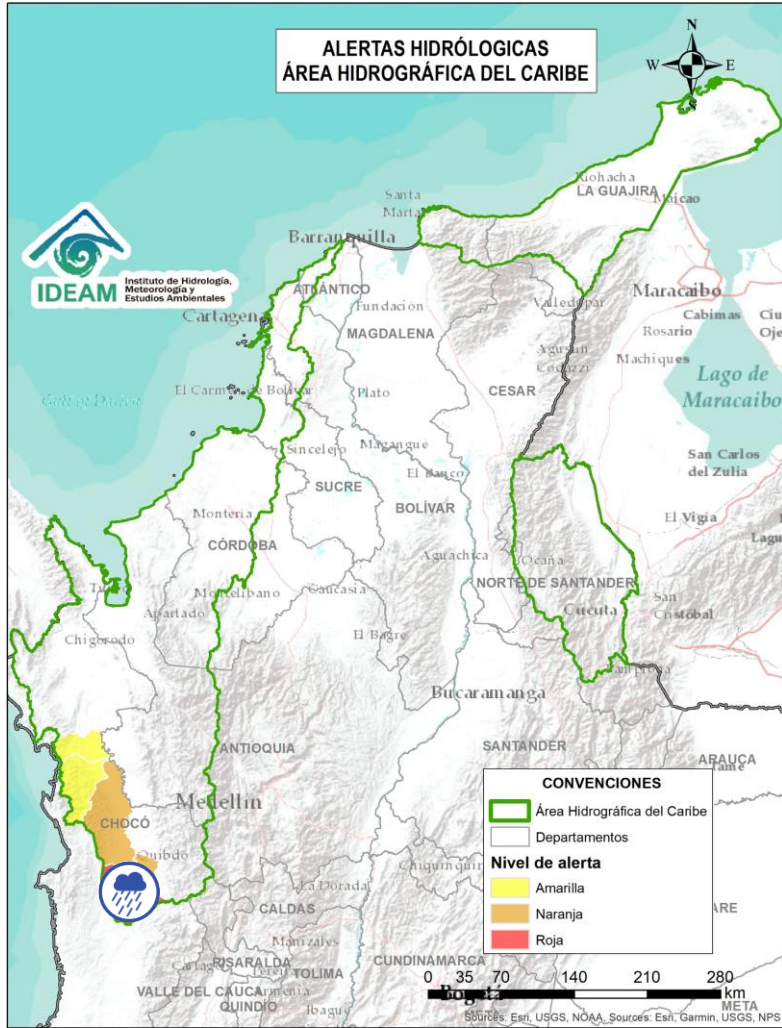 ALERTAS HIDRÓLOGICAS
ÁREA HIDROGRÁFICA DEL CARIBE
N
W E
S
Riohacha
LA GUAJIRA
Maicao
Santa
Marta
Barranquilla
IDEAM
Instituto de Hidrología,
Meteorología y
Estudios Ambientales
ATLÁNTICO
Valledupar
Maracaibo
Fundación
Cabimas
Cartagen
MAGDALENA
Rosario
Agustín
Codazzi
Machiques
CESAR
El Carmen de Bolívar
Plato
Lago de
Maracaibo
Sincelejo
Magangue
San Carlos
del Zulia
El Banco
SUCRE
BOLÍVAR
Montería
El Vigía
CÓRDOBA
Aguachica
Ocaña
Montelíbano
Caucasia
NORTE DE SANTANDER
Apartado
Cucuta
San
Cristóbal
Chigorodo
El Bagre
Pamplona
Bucaramanga
ANTIOQUIA
SANTANDER
ARAUCA
Medellín
CHOCÓ
Quibdó
CONVENCIONES
Área Hidrográfica del Caribe
Departamentos
Nivel de alerta
Amarilla
Naranja
Roja
La Dorada
CALDAS
Manizales
CUNDINAMARCA
RISARALDA
TOLIMA
VALLE DEL CAUCA
Armenia
QUINDÍO
Ibague
META
0 35 70 140 210 280
KM
Sources: Esri, USGS, NOAA, Sources: Esri, Garmin, USGS, NPS